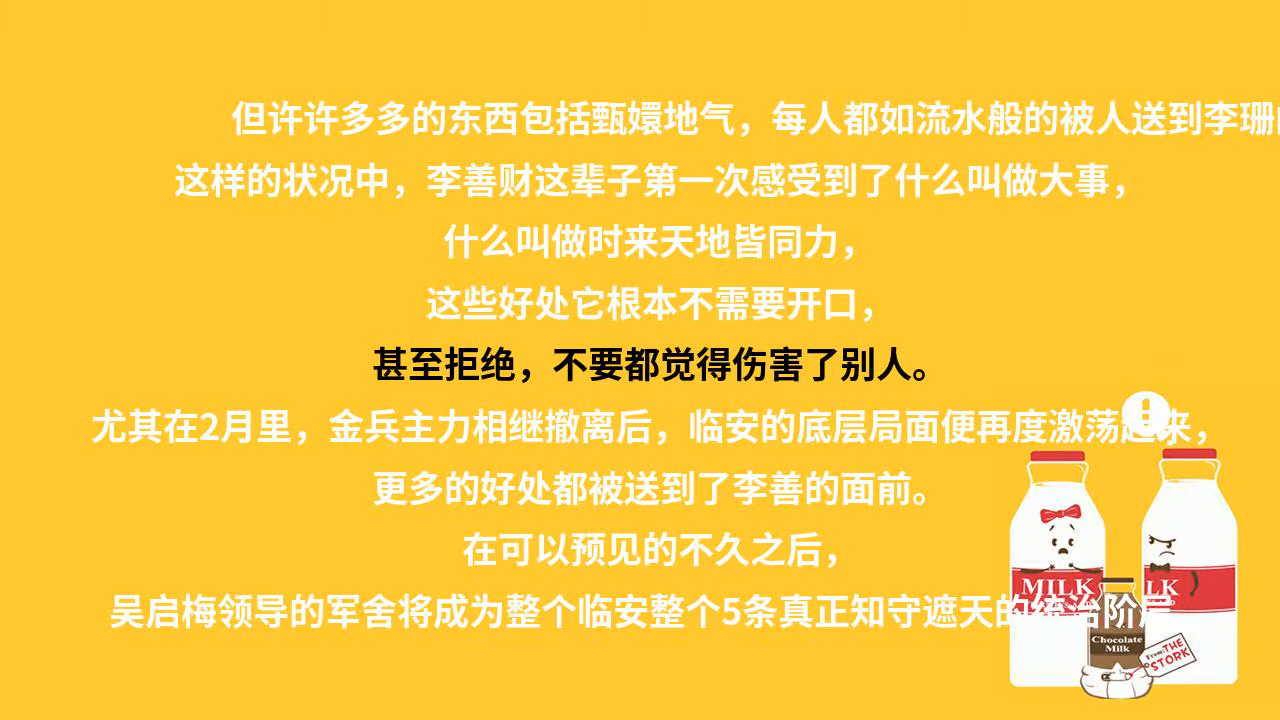 但许许多多的东西包括甄嬛地气，每人都如流水般的被人送到李珊
这样的状况中，李善财这辈子第一次感受到了什么叫做大事，
什么叫做时来天地皆同力，
这些好处它根本不需要开口，
甚至拒绝，不要都觉得伤害了别人。
尤其在2月里，金兵主力相继撤离后，临安的底层局面便再度激荡起来，
更多的好处都被送到了李善的面前。
在可以预见的不久之后，
吴启梅领导的军舍将成为整个临安整个5条真正知守遮天的统治阶层
MILK
LK
Chocolate
Milk
From: THE
STORK